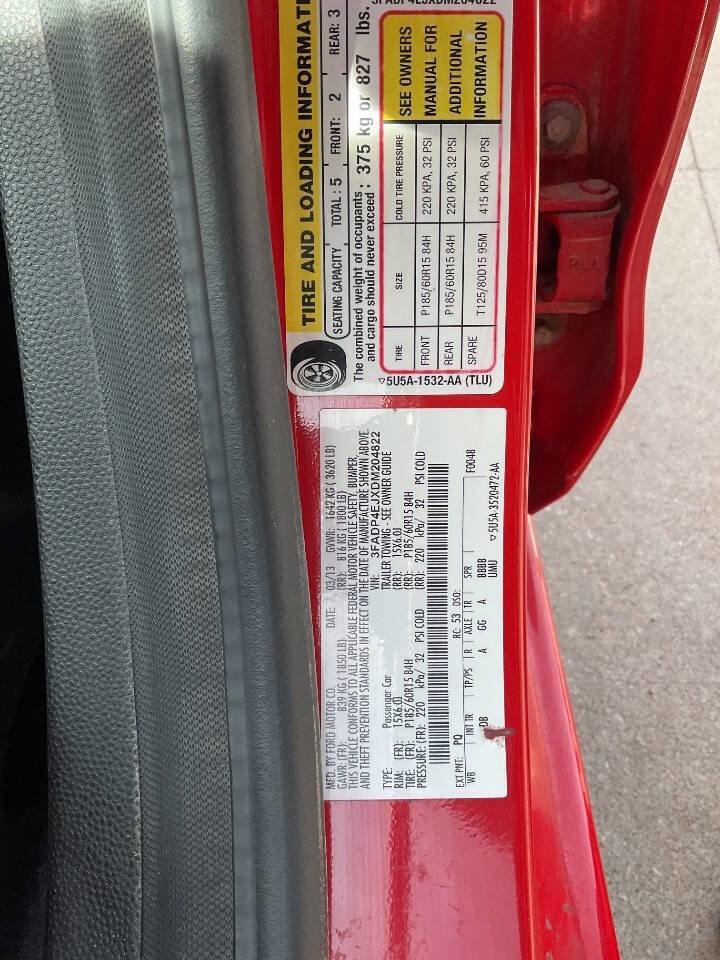 3FADP4EJXDM204822
TIRE AND LOADING INFORMATI
SEATING CAPACITY TOTAL : 5 FRONT: 2 REAR: 3
The combined weight of occupants and cargo should never exceed : 375 kg or 827 lbs.
TIRE SIZE COLD TIRE PRESSURE
FRONT P185/60R15 84H 220 KPA, 32 PSI
REAR P185/60R15 84H 220 KPA, 32 PSI
SPARE T125/80D15 95M 415 KPA, 60 PSI
SEE OWNERS
MANUAL FOR
ADDITIONAL
INFORMATION
5U5A-1532-AA (TLU)
MFD. BY FORD MOTOR CO. DATE: 03/13 GVWR: 1642 KG ( 3620 LB)
GAWR: (FR): 839 KG ( 1850 LB) (RR): 816 KG ( 1800 LB)
THIS VEHICLE CONFORMS TO ALL APPLICABLE FEDERAL MOTOR VEHICLE SAFETY, BUMPER,
AND THEFT PREVENTION STANDARDS IN EFFECT ON THE DATE OF MANUFACTURE SHOWN ABOVE.
VIN: 3FADP4EJXDM204822
TYPE: Passenger Car TRAILER TOWING - SEE OWNER GUIDE
RIM: (FR): 15X6.0J (RR): 15X6.0J
TIRE: (FR): P185/60R15 84H (RR): P185/60R15 84H
PRESSURE: (FR): 220 kPa/ 32 PSI COLD (RR): 220 kPa/ 32 PSI COLD
EXT PNT: PQ RC: 53 DSO: F0048
WB INT TR TP/PS R AXLE TR SPR
DB A GG A BBBB
UMU
5U5A-3520472-AA
RLL